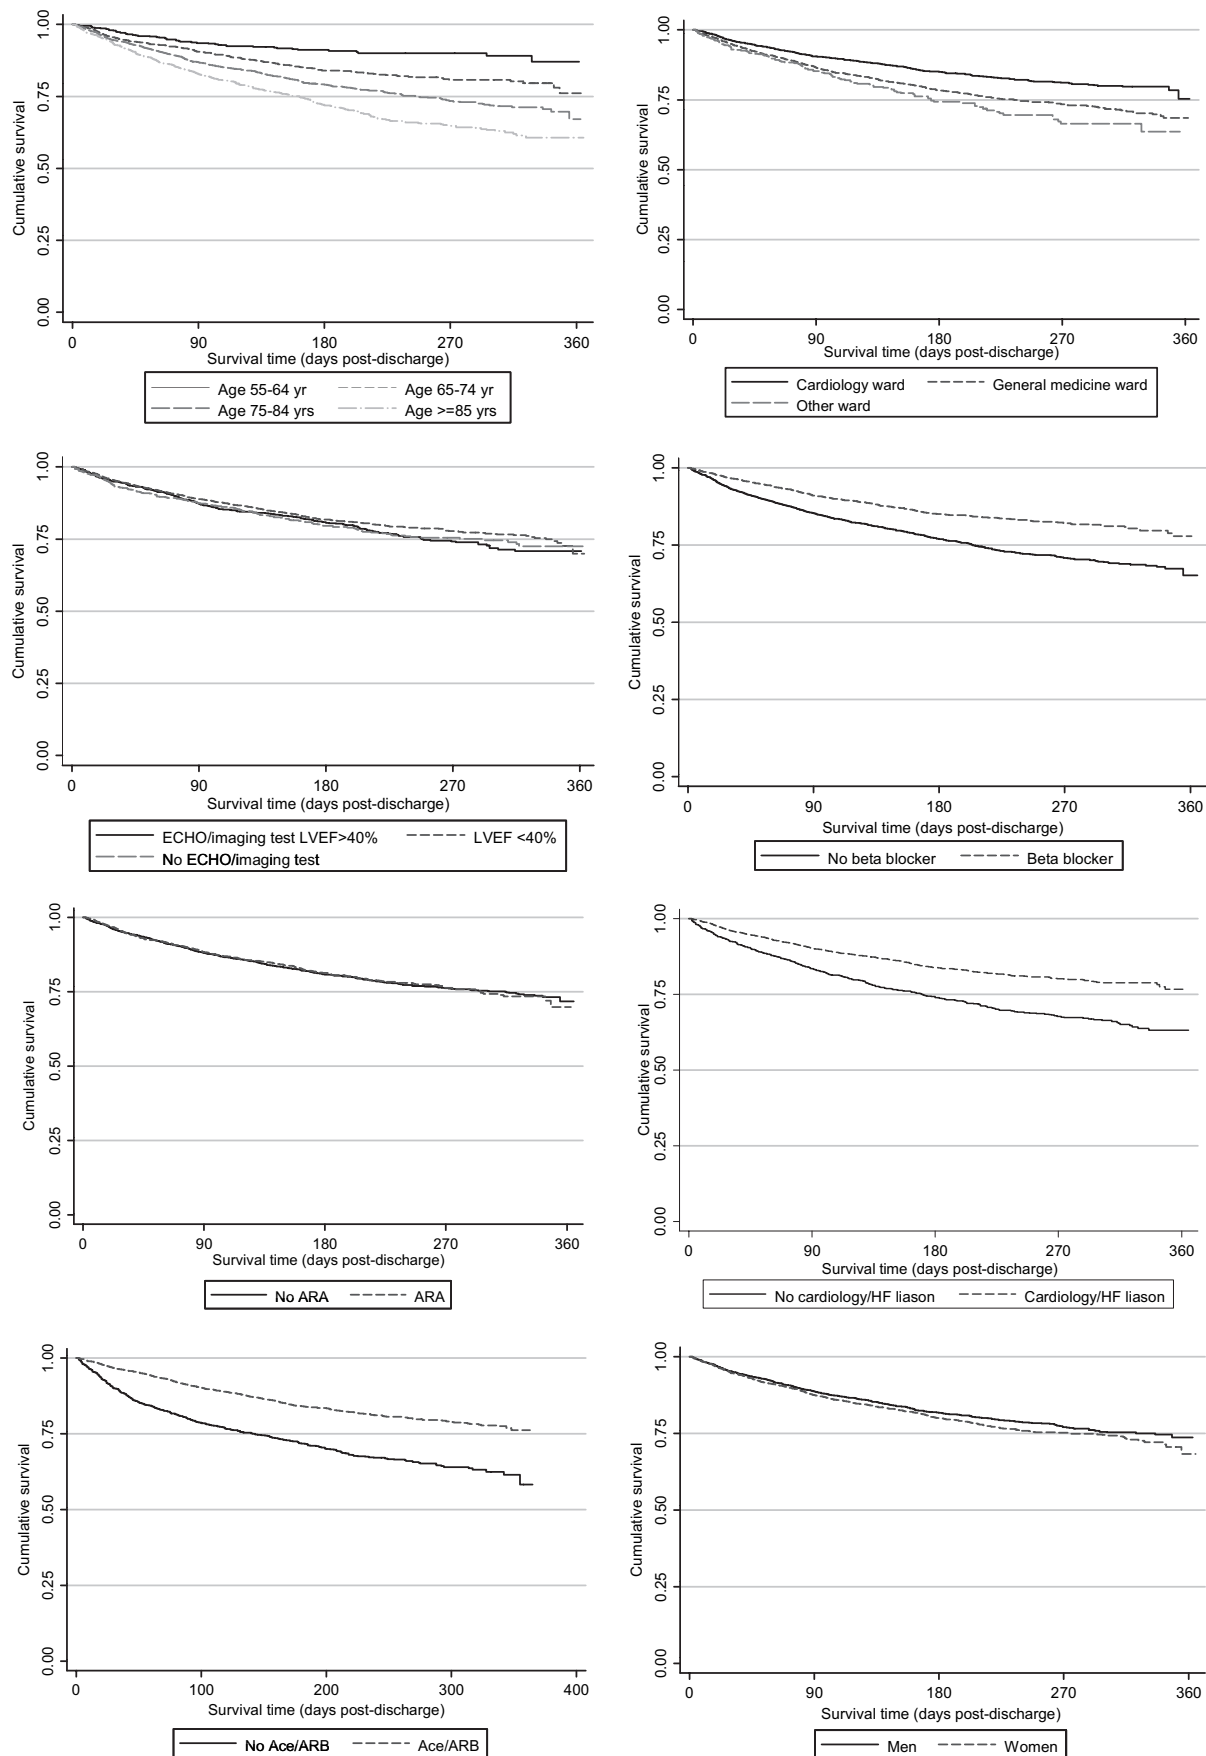 1.00
0.75
0.50
0.25
0.00
Cumulative survival
0 90 180 270 360
Survival time (days post-discharge)
Age 55-64 yr Age 65-74 yr
Age 75-84 yrs Age >=85 yrs
1.00
0.75
0.50
0.25
0.00
Cumulative survival
0 90 180 270 360
Survival time (days post-discharge)
Cardiology ward General medicine ward
Other ward
1.00
0.75
0.50
0.25
0.00
Cumulative survival
0 90 180 270 360
Survival time (days post-discharge)
ECHO/imaging test LVEF>40% LVEF <40%
No ECHO/imaging test
1.00
0.75
0.50
0.25
0.00
Cumulative survival
0 90 180 270 360
Survival time (days post-discharge)
No beta blocker Beta blocker
1.00
0.75
0.50
0.25
0.00
Cumulative survival
0 90 180 270 360
Survival time (days post-discharge)
No ARA ARA
1.00
0.75
0.50
0.25
0.00
Cumulative survival
0 90 180 270 360
Survival time (days post-discharge)
No cardiology/HF liason Cardiology/HF liason
1.00
0.75
0.50
0.25
0.00
Cumulative survival
0 100 200 300 400
Survival time (days post-discharge)
No Ace/ARB Ace/ARB
1.00
0.75
0.50
0.25
0.00
Cumulative survival
0 90 180 270 360
Survival time (days post-discharge)
Men Women